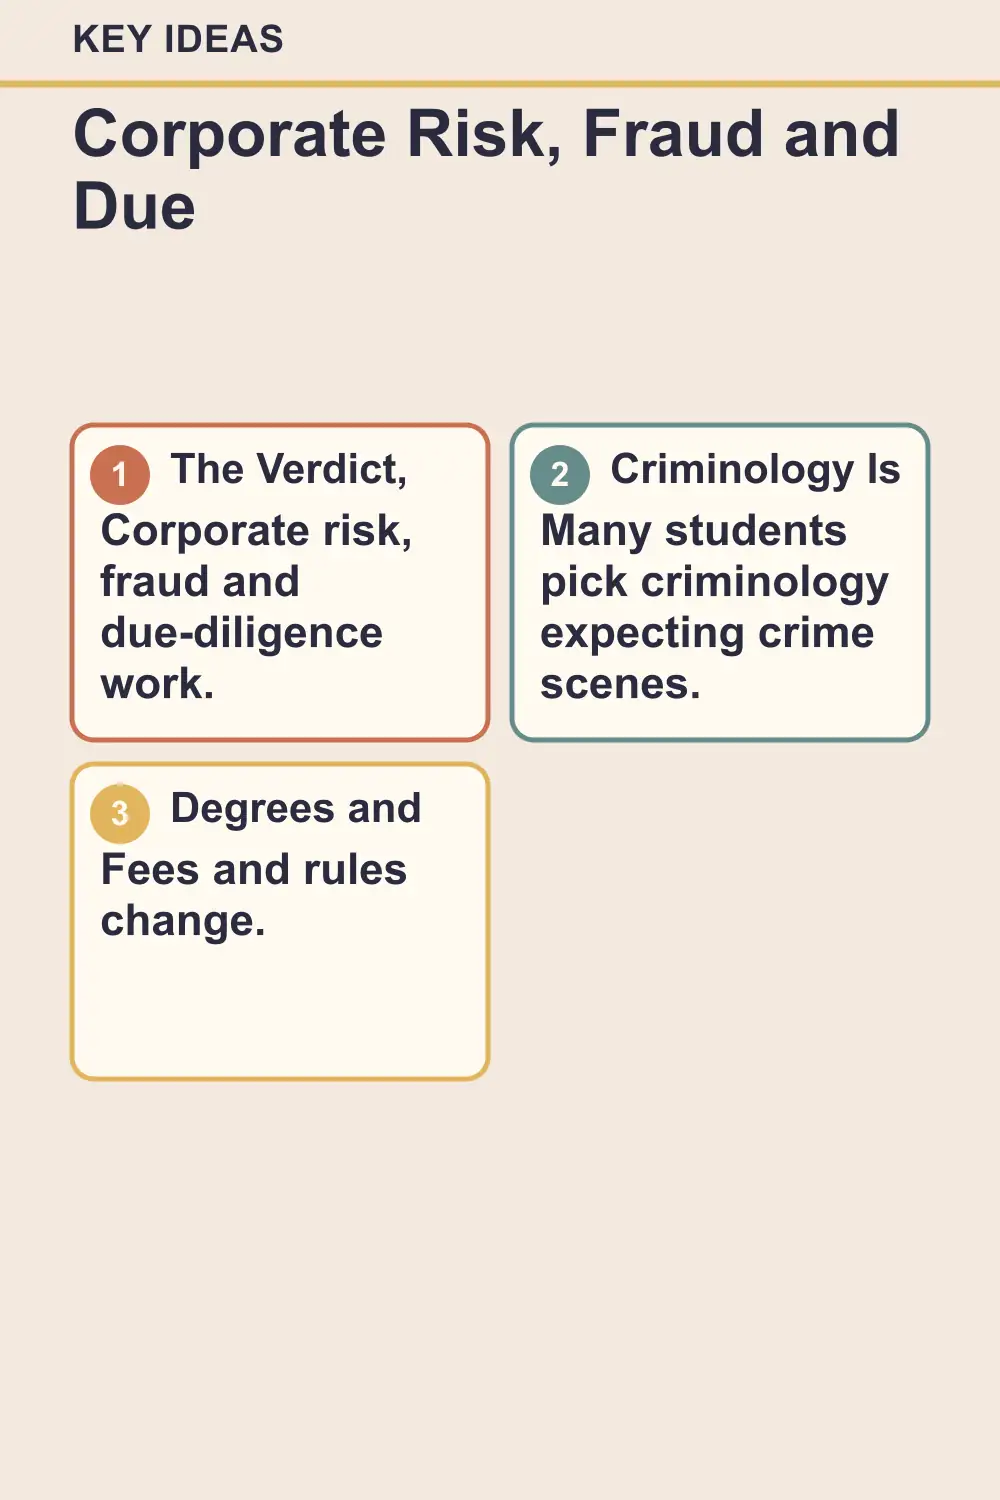 KEY IDEAS
Corporate Risk, Fraud and
Due
1
The Verdict,
Corporate risk,
fraud and
due-diligence
work.
2
Criminology Is
Many students
pick criminology
expecting crime
scenes.
3
Degrees and
Fees and rules
change.